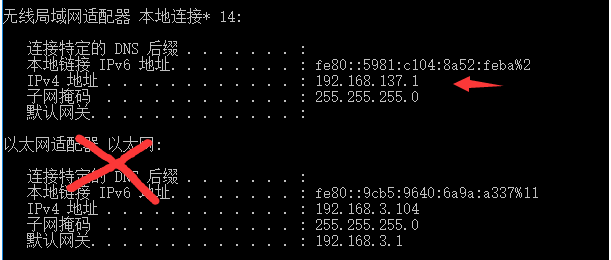 无线局域网适配器 本地连接* 14:
连接特定的 DNS 后缀 . . . . . . . :
本地链接 IPv6 地址. . . . . . . . : fe80::5981:c104:8a52:feba%2
IPv4 地址 . . . . . . . . . . . . : 192.168.137.1
子网掩码 . . . . . . . . . . . . : 255.255.255.0
默认网关. . . . . . . . . . . . . :
以太网适配器 以太网:
连接特定的 DNS 后缀 . . . . . . . :
本地链接 IPv6 地址. . . . . . . . : fe80::9cb5:9640:6a9a:a337%11
IPv4 地址 . . . . . . . . . . . . : 192.168.3.104
子网掩码 . . . . . . . . . . . . : 255.255.255.0
默认网关. . . . . . . . . . . . . : 192.168.3.1